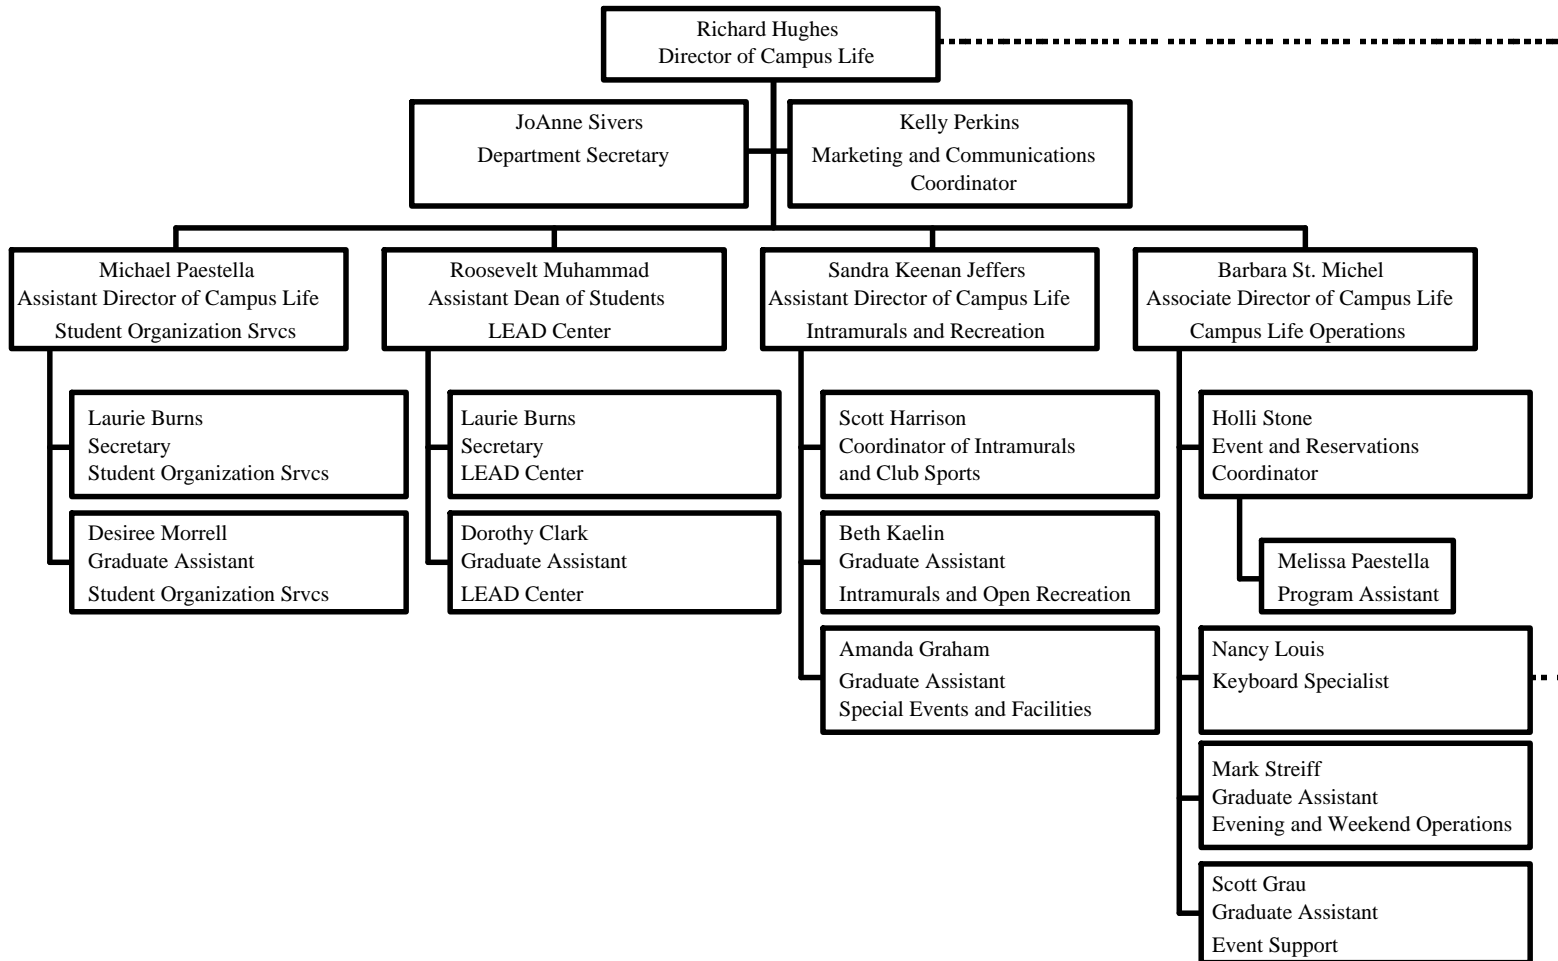 Richard Hughes
Director of Campus Life
JoAnne Sivers
Department Secretary
Kelly Perkins
Marketing and Communications
Coordinator
Michael Paestella
Assistant Director of Campus Life
Student Organization Srvcs
Roosevelt Muhammad
Assistant Dean of Students
LEAD Center
Sandra Keenan Jeffers
Assistant Director of Campus Life
Intramurals and Recreation
Barbara St. Michel
Associate Director of Campus Life
Campus Life Operations
Laurie Burns
Secretary
Student Organization Srvcs
Desiree Morrell
Graduate Assistant
Student Organization Srvcs
Laurie Burns
Secretary
LEAD Center
Dorothy Clark
Graduate Assistant
LEAD Center
Scott Harrison
Coordinator of Intramurals
and Club Sports
Beth Kaelin
Graduate Assistant
Intramurals and Open Recreation
Amanda Graham
Graduate Assistant
Special Events and Facilities
Holli Stone
Event and Reservations
Coordinator
Melissa Paestella
Program Assistant
Nancy Louis
Keyboard Specialist
Mark Streiff
Graduate Assistant
Evening and Weekend Operations
Scott Grau
Graduate Assistant
Event Support